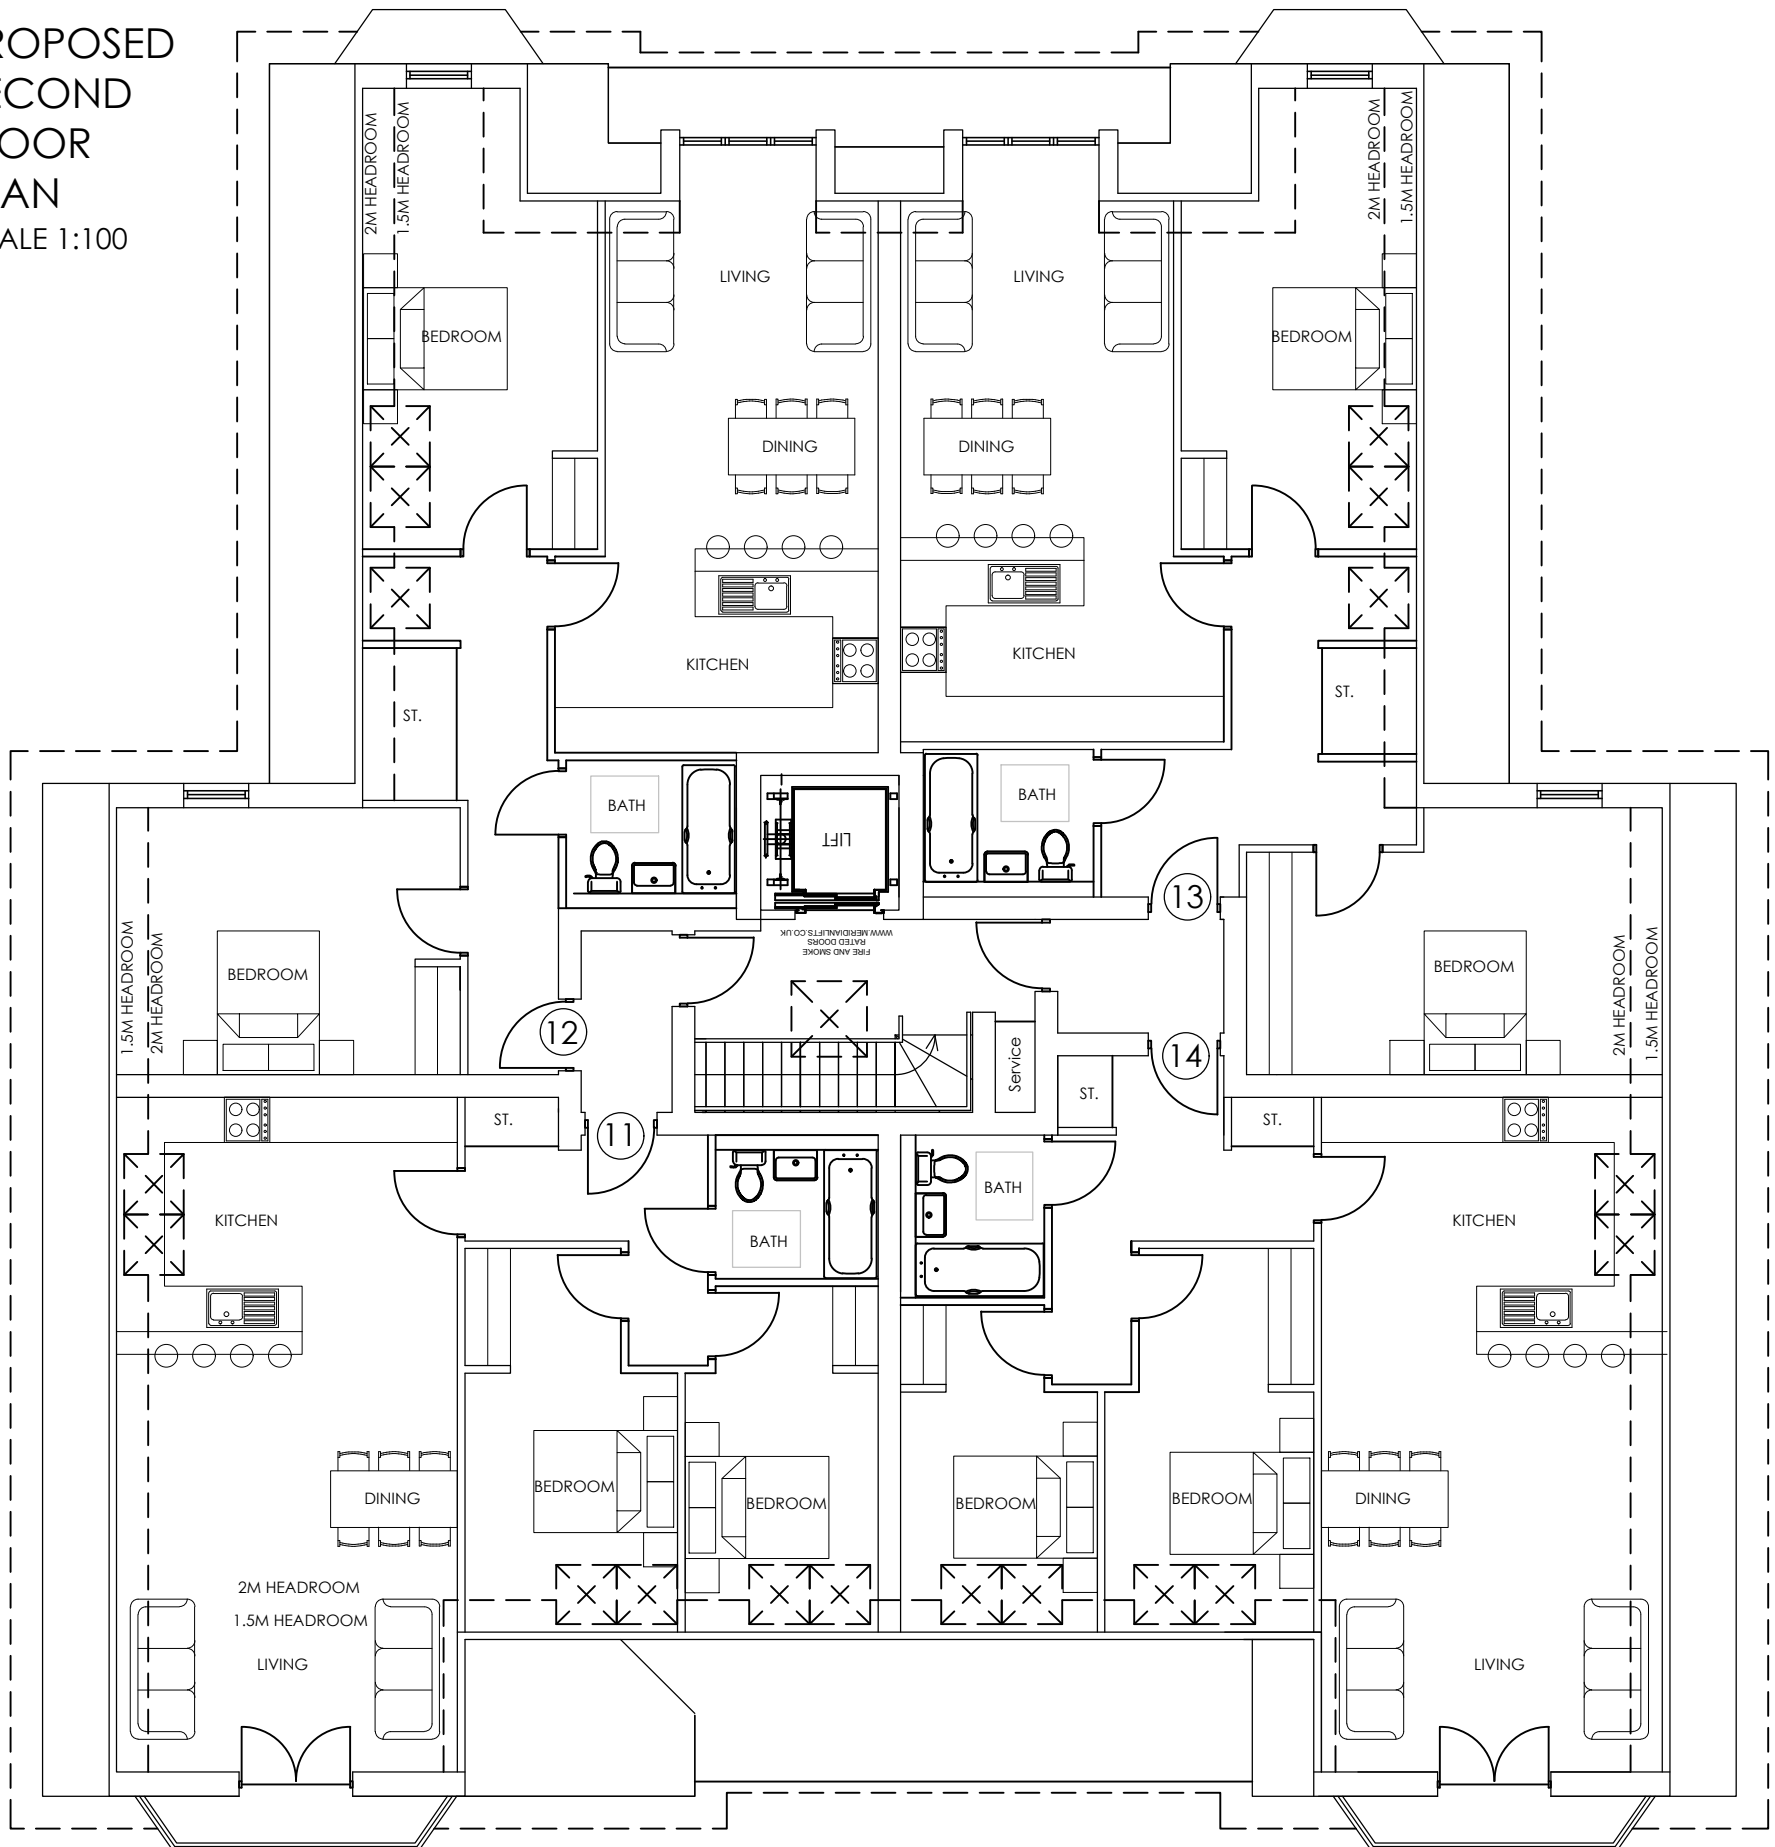 ROPOSED
ECOND
OOR
AN
ALE 1:100
2M HEADROOM
1.5M HEADROOM
2M HEADROOM
1.5M HEADROOM
LIVING
LIVING
BEDROOM
BEDROOM
DINING
DINING
KITCHEN
KITCHEN
ST.
ST.
BATH
LIFT
BATH
13
FIRE AND SMOKE
RATED DOORS
WWW.MERIDIANLIFTS.CO.UK
1.5M HEADROOM
2M HEADROOM
BEDROOM
BEDROOM
2M HEADROOM
1.5M HEADROOM
12
14
Service
ST.
ST.
11
ST.
KITCHEN
BATH
BATH
KITCHEN
BEDROOM
BEDROOM
BEDROOM
BEDROOM
DINING
DINING
2M HEADROOM
1.5M HEADROOM
LIVING
LIVING